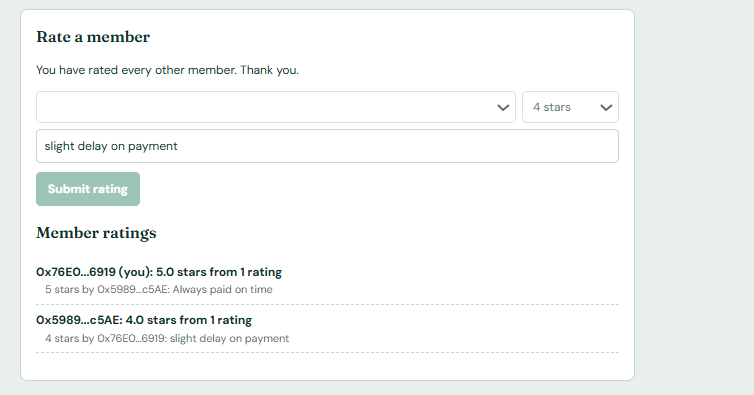 Rate a member
You have rated every other member. Thank you.
4 stars
slight delay on payment
Submit rating
Member ratings
0x76E0...6919 (you): 5.0 stars from 1 rating
5 stars by 0x5989...c5AE: Always paid on time
0x5989...c5AE: 4.0 stars from 1 rating
4 stars by 0x76E0...6919: slight delay on payment